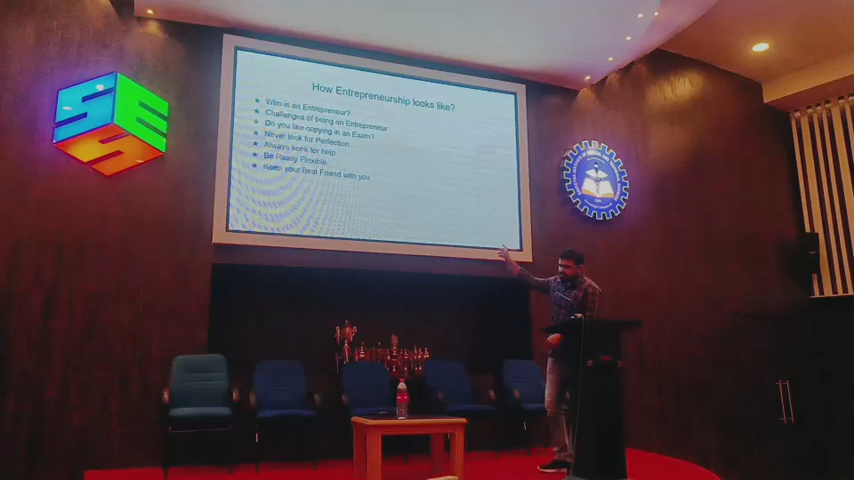 How Entrepreneurship looks like?
Who is an Entrepreneur?
Challenges of being an Entrepreneur
Do you like copying in an Exam?
Never look for Perfection
Always seek for help
Be Really Flexible
Keep your Best Friend with you
S
E
S